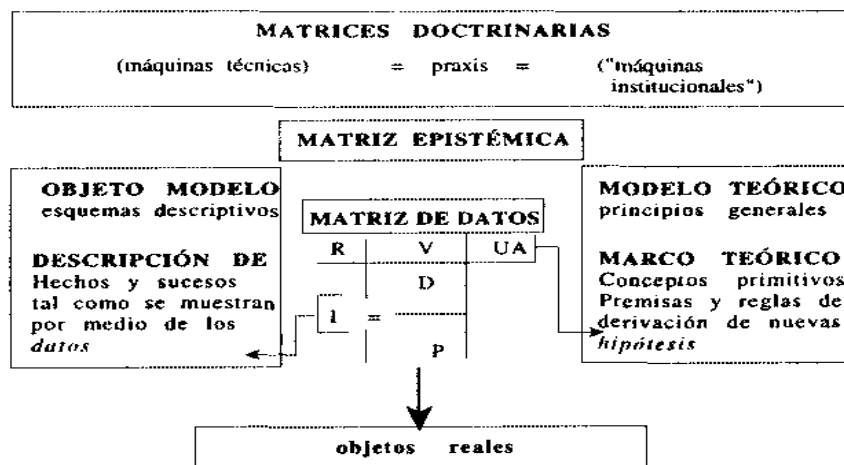 MATRICES DOCTRINARIAS
(máquinas técnicas) = praxis = ("máquinas
institucionales")
MATRIZ EPISTÉMICA
OBJETO MODELO
esquemas descriptivos
DESCRIPCIÓN DE
Hechos y sucesos
tal como se muestran
por medio de los
datos
MATRIZ DE DATOS
R V UA
D
I =
P
MODELO TEÓRICO
principios generales
MARCO TEÓRICO
Conceptos primitivos
Premisas y reglas de
derivación de nuevas
hipótesis
objetos reales